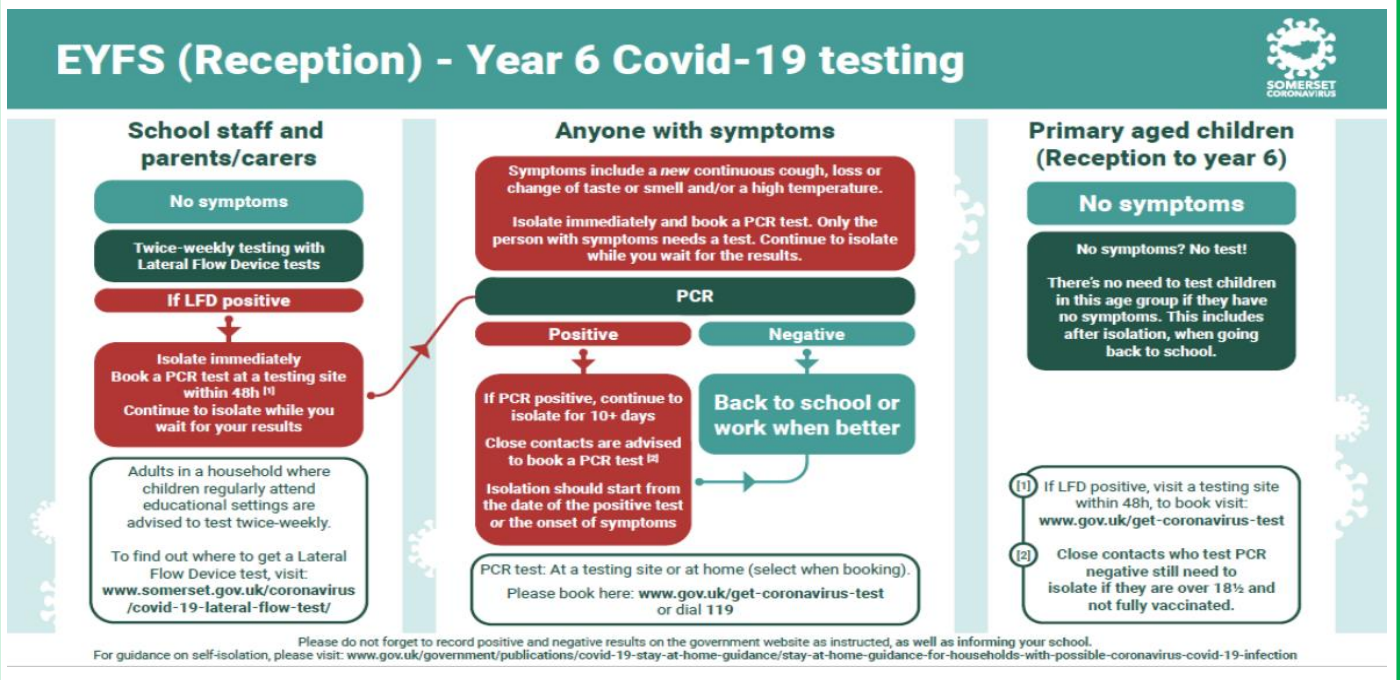 EYFS (Reception) - Year 6 Covid-19 testing
SOMERSET
CORONAVIRUS
School staff and
parents/carers
No symptoms
Twice-weekly testing with
Lateral Flow Device tests
If LFD positive
Isolate immediately
Book a PCR test at a testing site
within 48h [1]
Continue to isolate while you
wait for your results
Adults in a household where
children regularly attend
educational settings are
advised to test twice-weekly.
To find out where to get a Lateral
Flow Device test, visit:
www.somerset.gov.uk/coronavirus
/covid-19-lateral-flow-test/
Anyone with symptoms
Symptoms include a new continuous cough, loss or
change of taste or smell and/or a high temperature.
Isolate immediately and book a PCR test. Only the
person with symptoms needs a test. Continue to isolate
while you wait for the results.
PCR
Positive
If PCR positive, continue to
isolate for 10+ days
Close contacts are advised
to book a PCR test [2]
Isolation should start from
the date of the positive test
or the onset of symptoms
Negative
Back to school or
work when better
PCR test: At a testing site or at home (select when booking).
Please book here: www.gov.uk/get-coronavirus-test
or dial 119
Primary aged children
(Reception to year 6)
No symptoms
No symptoms? No test!
There's no need to test children
in this age group if they have
no symptoms. This includes
after isolation, when going
back to school.
[1] If LFD positive, visit a testing site
within 48h, to book visit:
www.gov.uk/get-coronavirus-test
[2] Close contacts who test PCR
negative still need to
isolate if they are over 18½ and
not fully vaccinated.
Please do not forget to record positive and negative results on the government website as instructed, as well as informing your school.
For guidance on self-isolation, please visit: www.gov.uk/government/publications/covid-19-stay-at-home-guidance/stay-at-home-guidance-for-households-with-possible-coronavirus-covid-19-infection